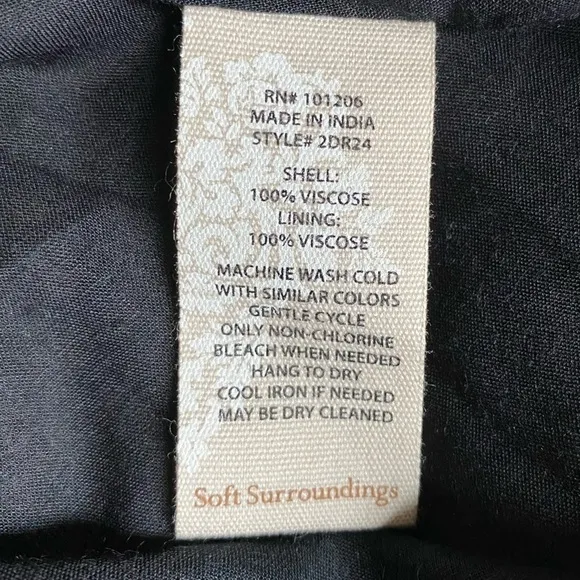 RN# 101206
MADE IN INDIA
STYLE# 2DR24
SHELL:
100% VISCOSE
LINING:
100% VISCOSE
MACHINE WASH COLD
WITH SIMILAR COLORS
GENTLE CYCLE
ONLY NON-CHLORINE
BLEACH WHEN NEEDED
HANG TO DRY
COOL IRON IF NEEDED
MAY BE DRY CLEANED
Soft Surroundings